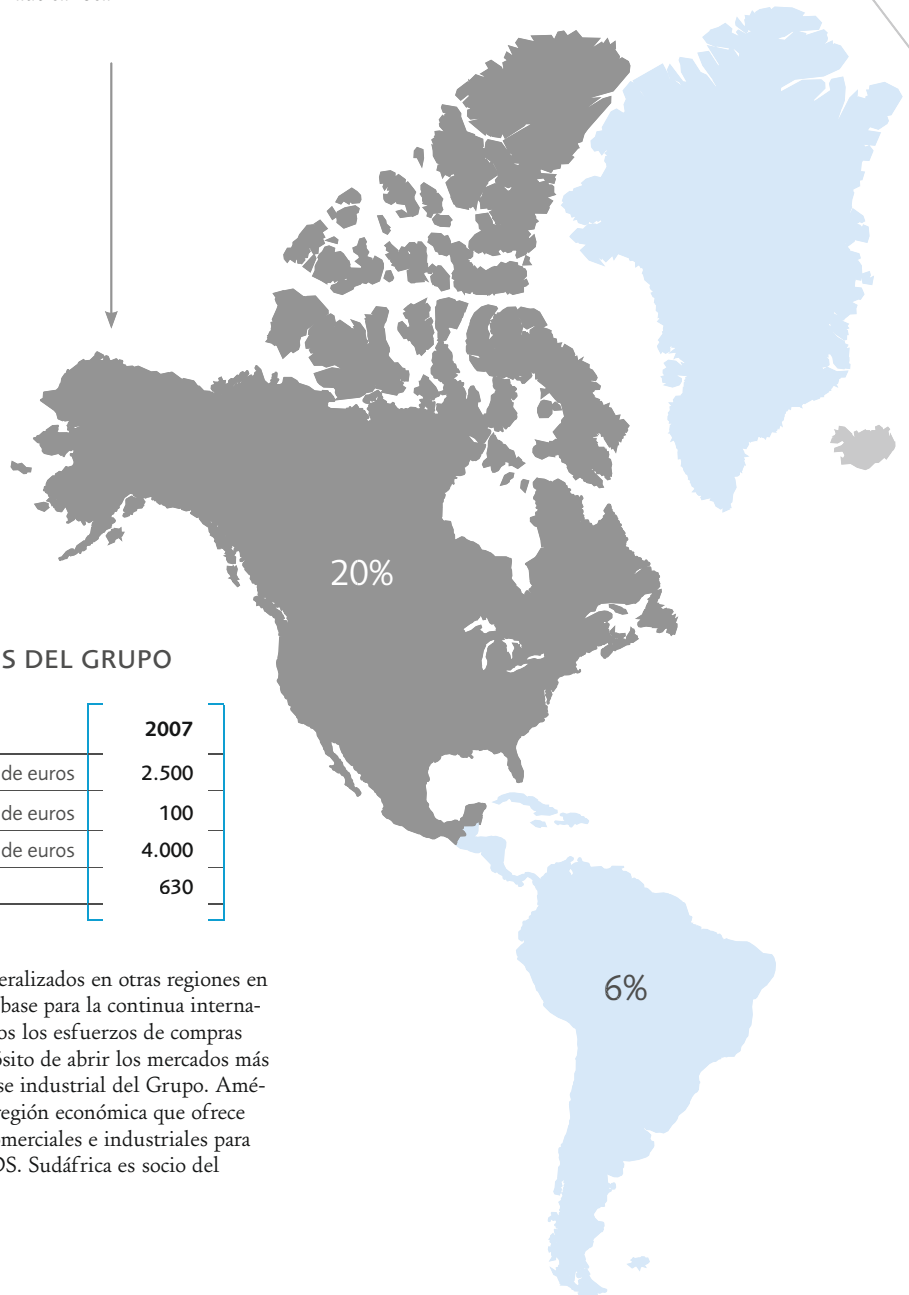 20%
S DEL GRUPO
2007
de euros 2.500
de euros 100
de euros 4.000
630
eralizados en otras regiones en
base para la continua interna-
os los esfuerzos de compras
ósito de abrir los mercados más
se industrial del Grupo. Amé-
región económica que ofrece
omerciales e industriales para
OS. Sudáfrica es socio del
6%